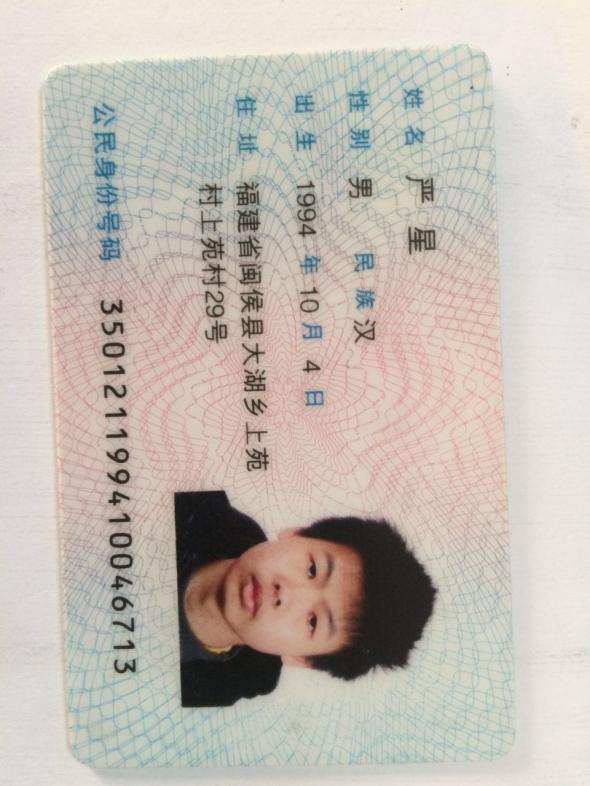 姓名 严星
性别 男 民族 汉
出生 1994 年 10 月 4 日
住址 福建省闽侯县大湖乡上苑
村上苑村29号
公民身份号码 350121199410046713